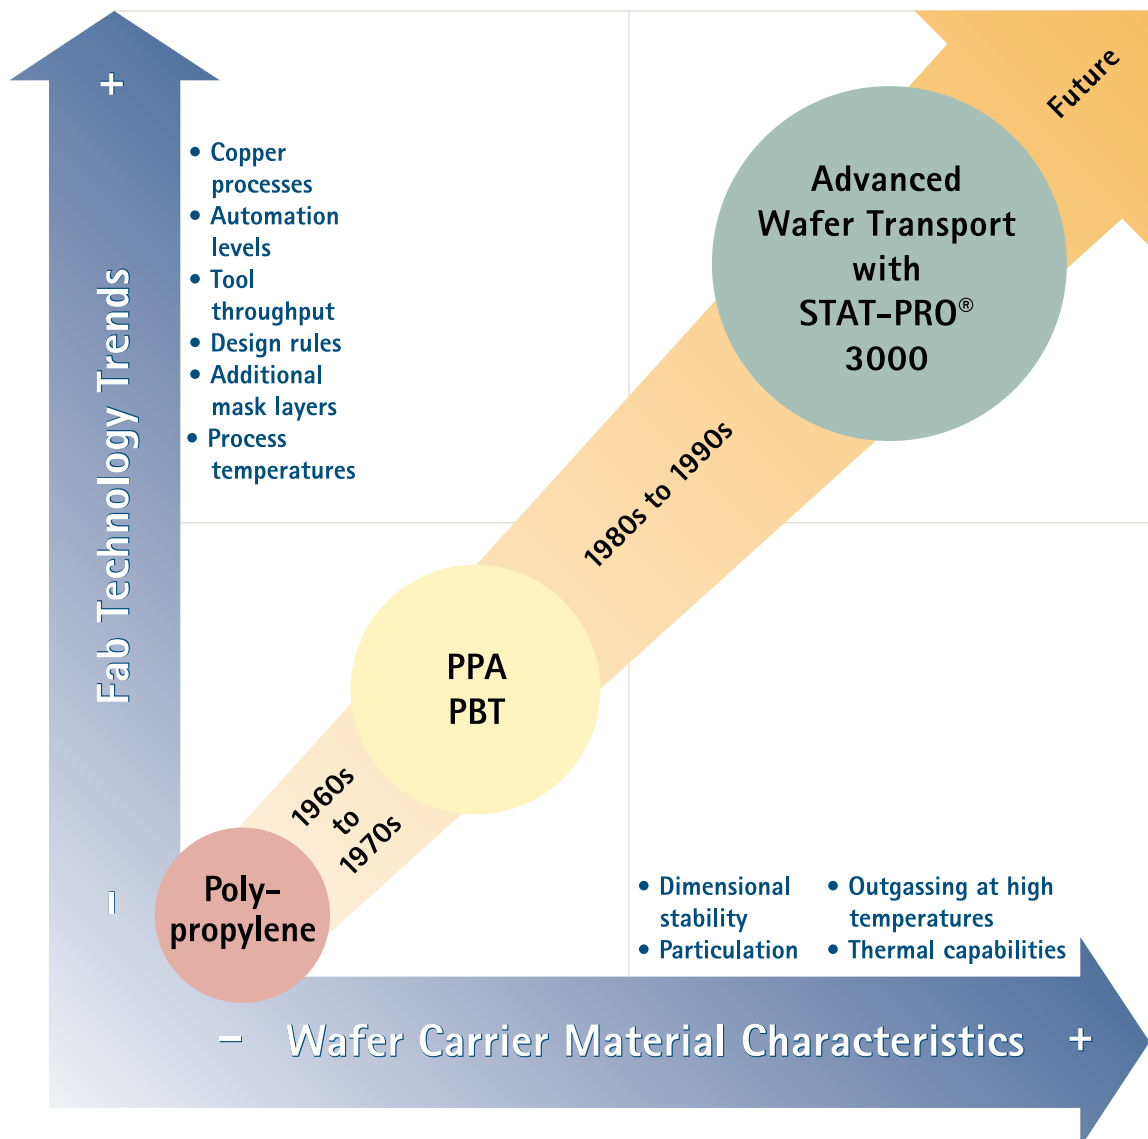 +
Fab Technology Trends
–
• Copper
processes
• Automation
levels
• Tool
throughput
• Design rules
• Additional
mask layers
• Process
temperatures
Future
Advanced
Wafer Transport
with
STAT-PRO®
3000
1980s to 1990s
PPA
PBT
1960s
to
1970s
Poly-
propylene
• Dimensional
stability
• Particulation
• Outgassing at high
temperatures
• Thermal capabilities
– Wafer Carrier Material Characteristics +